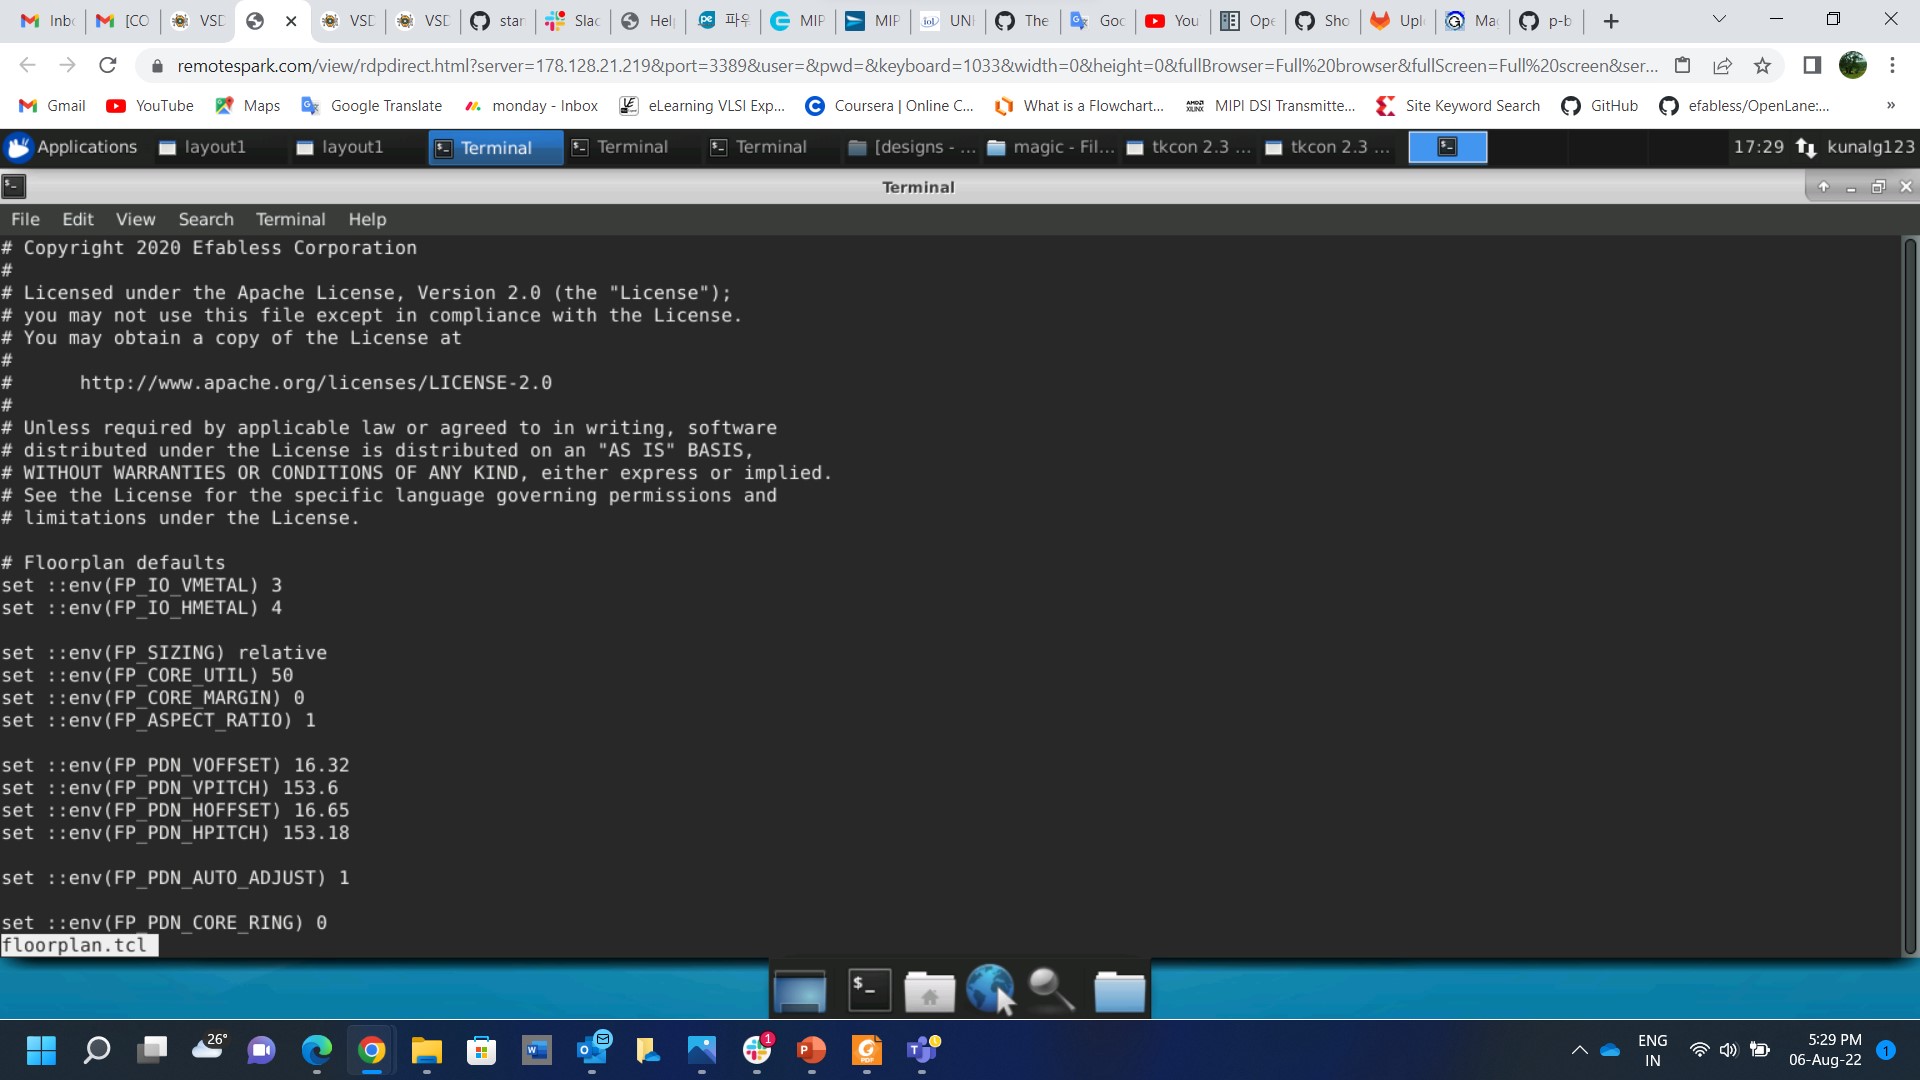 Inb
[CO
VSD
VSD
VSD
star
Slac
Help
파우
MIP
MIP
UNI
The
Goo
You
Ope
Sho
Upl
Ma
p-b
remotespark.com/view/rdpdirect.html?server=178.128.21.219&port=3389&user=&pwd=&keyboard=1033&width=0&height=0&fullBrowser=Full%20browser&fullScreen=Full%20screen&ser...
Gmail YouTube Maps Google Translate monday - Inbox eLearning VLSI Exp... Coursera | Online C... What is a Flowchart... MIPI DSI Transmitte... Site Keyword Search GitHub efabless/OpenLane:... »
Applications layout1 layout1 Terminal Terminal Terminal [designs - ... magic - Fil... tkcon 2.3 ... tkcon 2.3 ... 17:29 kunalg123
Terminal
File Edit View Search Terminal Help
# Copyright 2020 Efabless Corporation
#
# Licensed under the Apache License, Version 2.0 (the "License");
# you may not use this file except in compliance with the License.
# You may obtain a copy of the License at
#
#      http://www.apache.org/licenses/LICENSE-2.0
#
# Unless required by applicable law or agreed to in writing, software
# distributed under the License is distributed on an "AS IS" BASIS,
# WITHOUT WARRANTIES OR CONDITIONS OF ANY KIND, either express or implied.
# See the License for the specific language governing permissions and
# limitations under the License.
# Floorplan defaults
set ::env(FP_IO_VMETAL) 3
set ::env(FP_IO_HMETAL) 4
set ::env(FP_SIZING) relative
set ::env(FP_CORE_UTIL) 50
set ::env(FP_CORE_MARGIN) 0
set ::env(FP_ASPECT_RATIO) 1
set ::env(FP_PDN_VOFFSET) 16.32
set ::env(FP_PDN_VPITCH) 153.6
set ::env(FP_PDN_HOFFSET) 16.65
set ::env(FP_PDN_HPITCH) 153.18
set ::env(FP_PDN_AUTO_ADJUST) 1
set ::env(FP_PDN_CORE_RING) 0
floorplan.tcl
26°
1
ENG
IN
5:29 PM
06-Aug-22
1